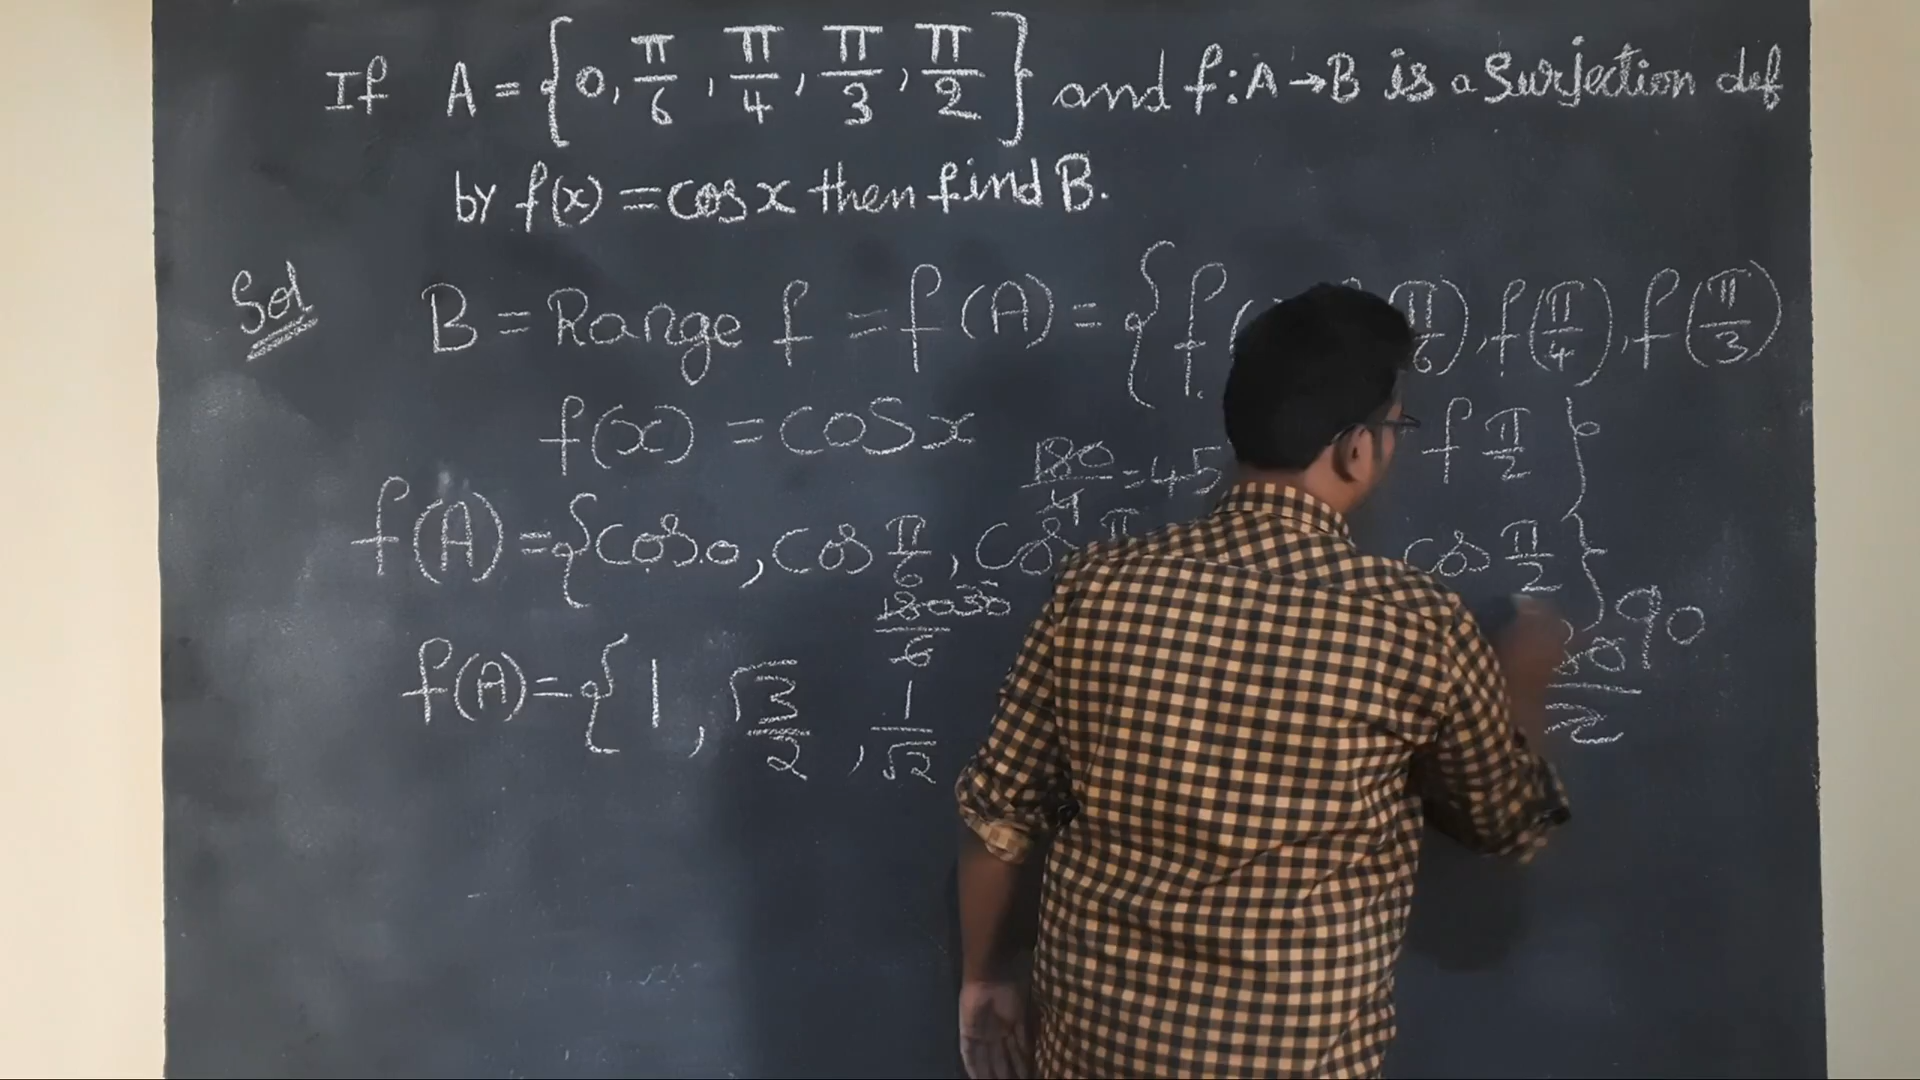 If A = {0, π/6, π/4, π/3, π/2} and f: A → B is a Surjection def
by f(x) = cos x then find B.
Sol B = Range f = f(A) = { f( π/6), f(π/4), f(π/3)
f(x) = cos x f π/2 }
180/4 = 45
f(A) = {cos 0, cos π/6, cos π cos π/2 }
180/6 30 90
f(A) = { 1, √3/2, 1/√2 2